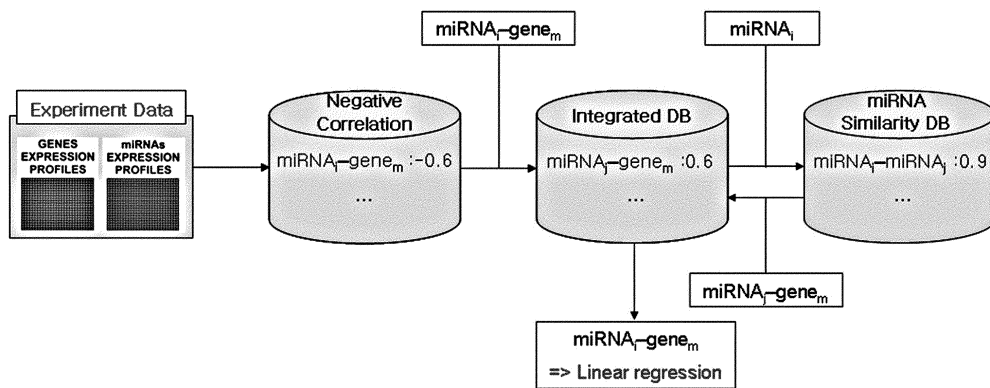 miRNAᵢ–geneₘ
miRNAᵢ
Experiment Data
GENES EXPRESSION PROFILES
miRNAs EXPRESSION PROFILES
Negative Correlation
miRNAᵢ–geneₘ :-0.6
...
Integrated DB
miRNAⱼ–geneₘ :0.6
...
miRNA Similarity DB
miRNAᵢ–miRNAⱼ :0.9
...
miRNAⱼ–geneₘ
miRNAᵢ–geneₘ
=> Linear regression